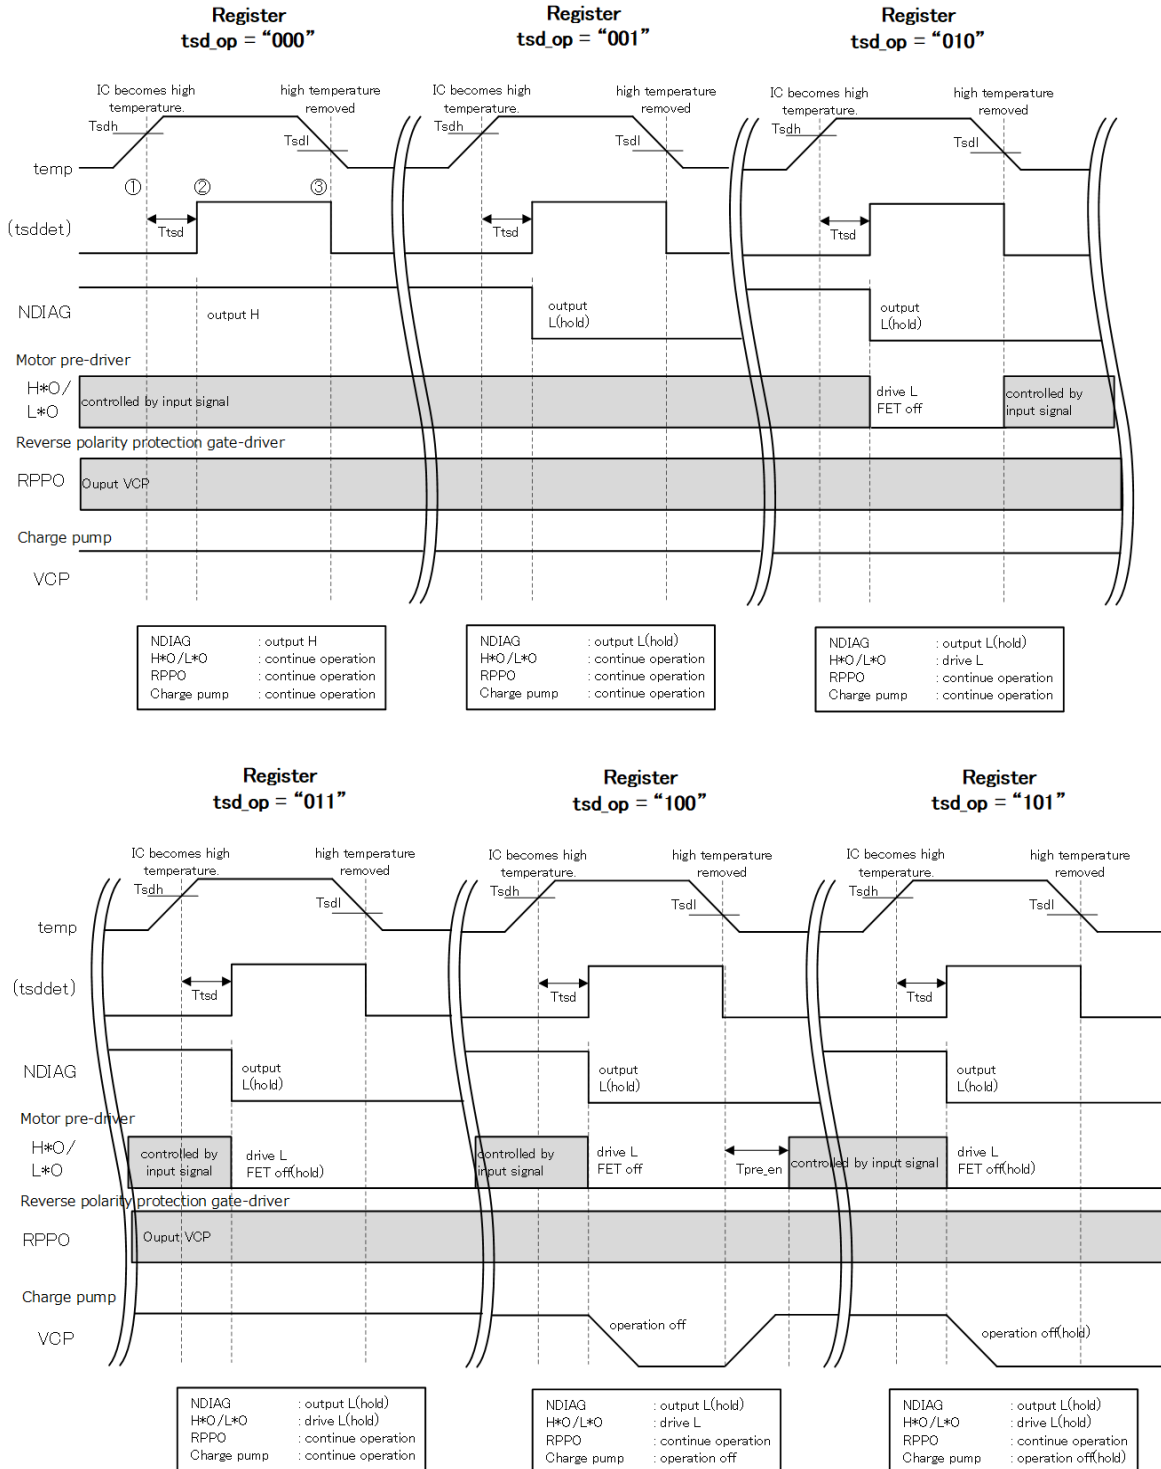 Register
tsd_op = “000”
Register
tsd_op = “001”
Register
tsd_op = “010”
IC becomes high
temperature.
high temperature
removed
IC becomes high
temperature.
high temperature
removed
IC becomes high
temperature.
high temperature
removed
Tsdh
Tsdl
Tsdh
Tsdl
Tsdh
Tsdl
temp
① ② ③
(tsddet)
Ttsd
Ttsd
Ttsd
NDIAG
output H
output
L(hold)
output
L(hold)
Motor pre-driver
H*O/
L*O
controlled by input signal
drive L
FET off
controlled by
input signal
Reverse polarity protection gate-driver
RPPO
Ouput VCP
Charge pump
VCP
NDIAG : output H
H*O/L*O : continue operation
RPPO : continue operation
Charge pump : continue operation
NDIAG : output L(hold)
H*O/L*O : continue operation
RPPO : continue operation
Charge pump : continue operation
NDIAG : output L(hold)
H*O/L*O : drive L
RPPO : continue operation
Charge pump : continue operation
Register
tsd_op = “011”
Register
tsd_op = “100”
Register
tsd_op = “101”
IC becomes high
temperature.
high temperature
removed
IC becomes high
temperature.
high temperature
removed
IC becomes high
temperature.
high temperature
removed
Tsdh
Tsdl
Tsdh
Tsdl
Tsdh
Tsdl
temp
(tsddet)
Ttsd
Ttsd
Ttsd
NDIAG
output
L(hold)
output
L(hold)
output
L(hold)
Motor pre-driver
H*O/
L*O
controlled by
input signal
drive L
FET off(hold)
controlled by
input signal
drive L
FET off
Tpre_en
controlled by input signal
drive L
FET off(hold)
Reverse polarity protection gate-driver
RPPO
Ouput VCP
Charge pump
VCP
operation off
operation off(hold)
NDIAG : output L(hold)
H*O/L*O : drive L(hold)
RPPO : continue operation
Charge pump : continue operation
NDIAG : output L(hold)
H*O/L*O : drive L
RPPO : continue operation
Charge pump : operation off
NDIAG : output L(hold)
H*O/L*O : drive L(hold)
RPPO : continue operation
Charge pump : operation off(hold)